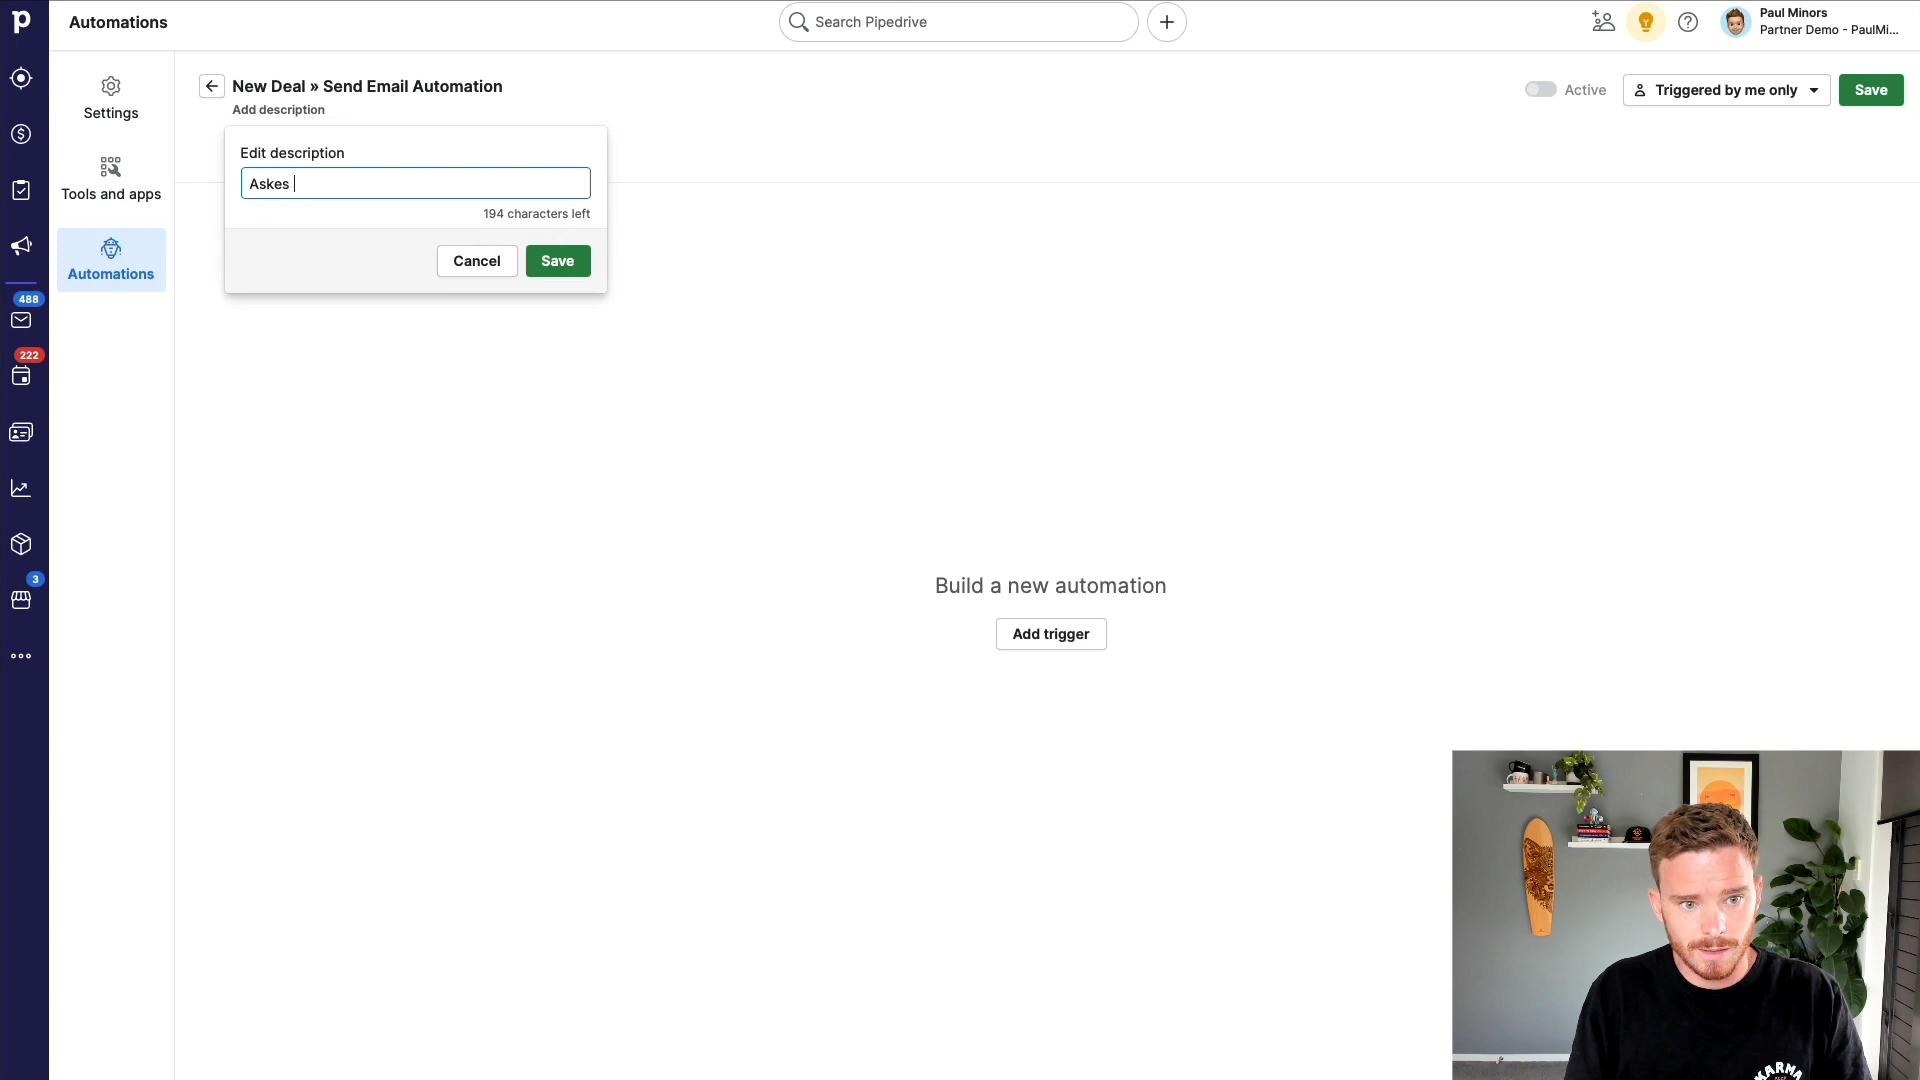 Automations
Search Pipedrive
Paul Minors
Partner Demo - PaulMi...
Settings
Tools and apps
Automations
488
222
3
New Deal » Send Email Automation
Add description
Active
Triggered by me only
Save
Edit description
Askes
194 characters left
Cancel
Save
Build a new automation
Add trigger
KARMA